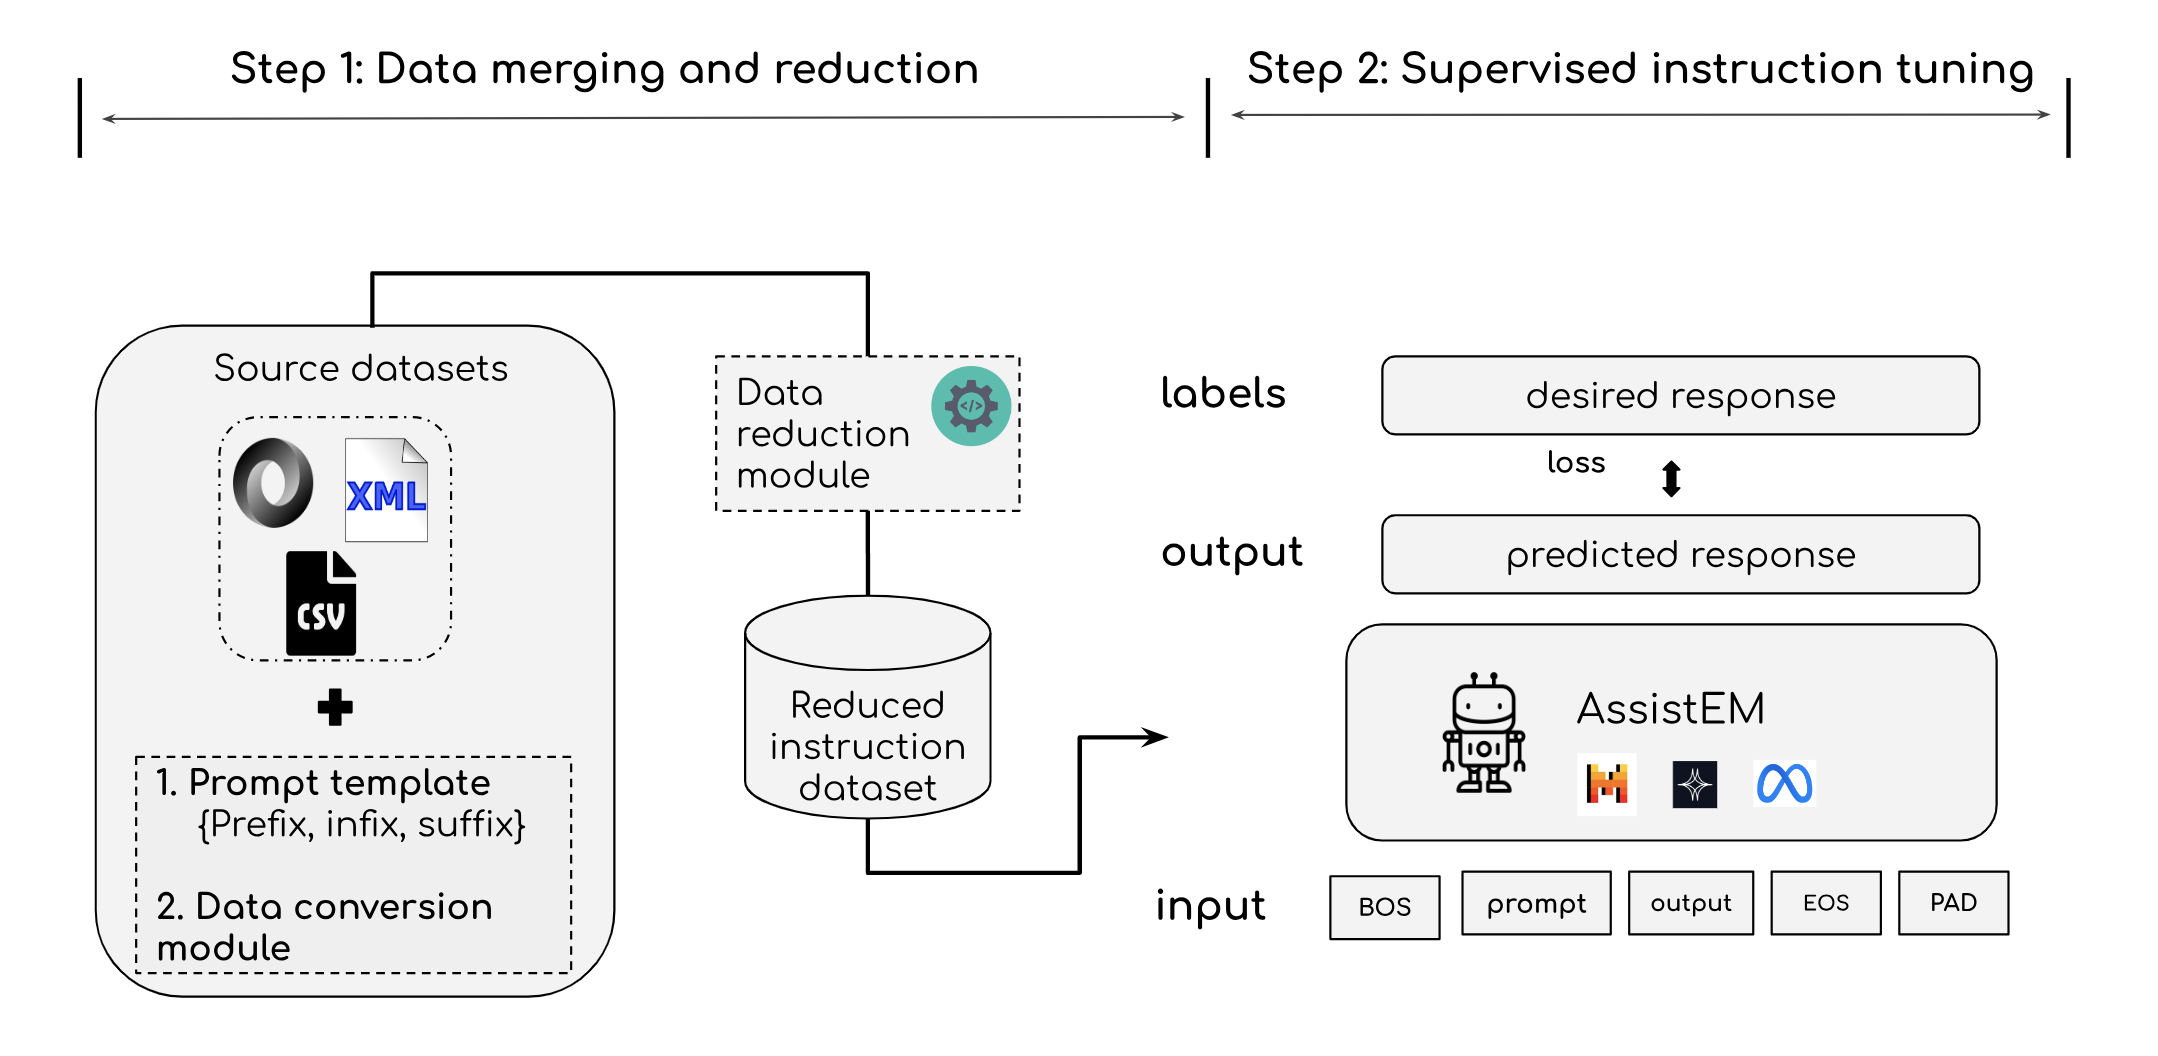 Step 1: Data merging and reduction
Step 2: Supervised instruction tuning
Source datasets
XML
CSV
1. Prompt template
{Prefix, infix, suffix}
2. Data conversion
module
Data
reduction
module
</>
Reduced
instruction
dataset
labels
desired response
loss
output
predicted response
AssistEM
input
BOS
prompt
output
EOS
PAD